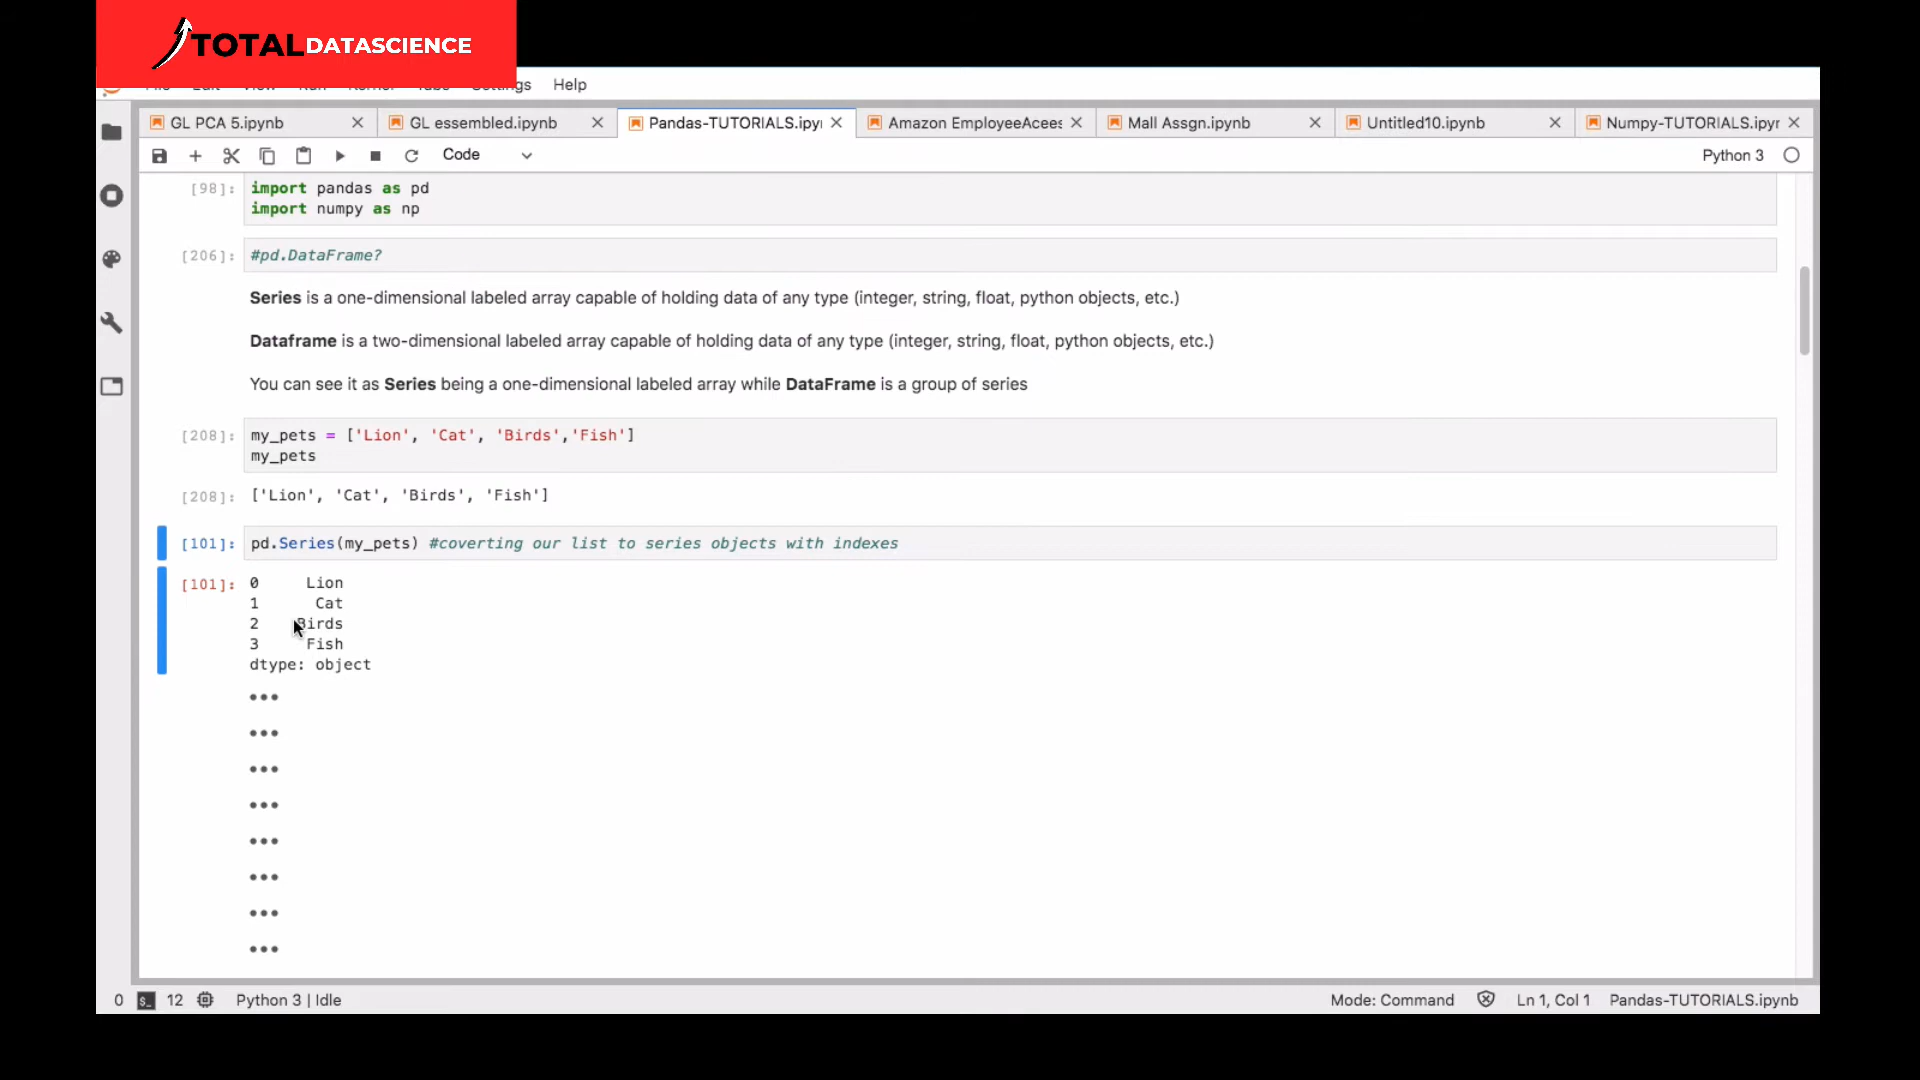 TOTAL DATASCIENCE
Settings Help
GL PCA 5.ipynb GL essembled.ipynb Pandas-TUTORIALS.ipyr Amazon EmployeeAcees Mall Assgn.ipynb Untitled10.ipynb Numpy-TUTORIALS.ipyr
Code Python 3
[98]: import pandas as pd
import numpy as np
[206]: #pd.DataFrame?
Series is a one-dimensional labeled array capable of holding data of any type (integer, string, float, python objects, etc.)
Dataframe is a two-dimensional labeled array capable of holding data of any type (integer, string, float, python objects, etc.)
You can see it as Series being a one-dimensional labeled array while DataFrame is a group of series
[208]: my_pets = ['Lion', 'Cat', 'Birds','Fish']
my_pets
[208]: ['Lion', 'Cat', 'Birds', 'Fish']
[101]: pd.Series(my_pets) #coverting our list to series objects with indexes
[101]: 0 Lion
1 Cat
2 Birds
3 Fish
dtype: object
0 12 Python 3 | Idle Mode: Command Ln 1, Col 1 Pandas-TUTORIALS.ipynb